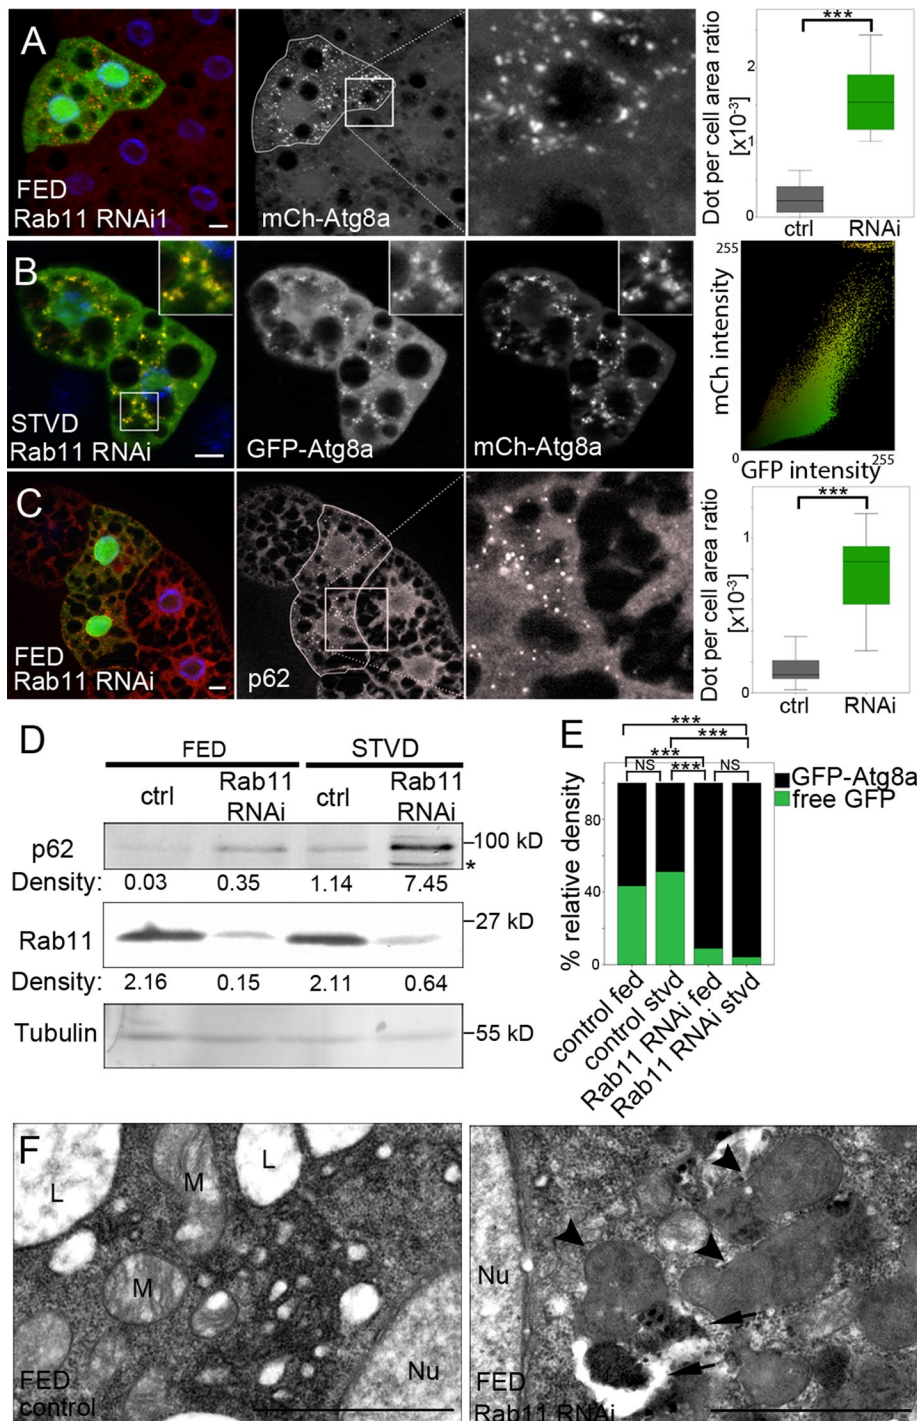 A
FED
Rab11 RNAi1
mCh-Atg8a
Dot per cell area ratio
[x10-3]
2
1
0
***
ctrl
RNAi
B
STVD
Rab11 RNAi
GFP-Atg8a
mCh-Atg8a
255
mCh intensity
0
255
GFP intensity
C
FED
Rab11 RNAi
p62
Dot per cell area ratio
[x10-3]
1
0
***
ctrl
RNAi
D
FED
STVD
ctrl
Rab11
RNAi
ctrl
Rab11
RNAi
p62
–100 kD
*
Density: 0.03 0.35 1.14 7.45
Rab11
–27 kD
Density: 2.16 0.15 2.11 0.64
Tubulin
–55 kD
E
***
***
***
NS
***
NS
GFP-Atg8a
free GFP
% relative density
80
40
0
control fed
control stvd
Rab11 RNAi fed
Rab11 RNAi stvd
F
L
M
L
M
Nu
FED
control
Nu
FED
Rab11 RNAi